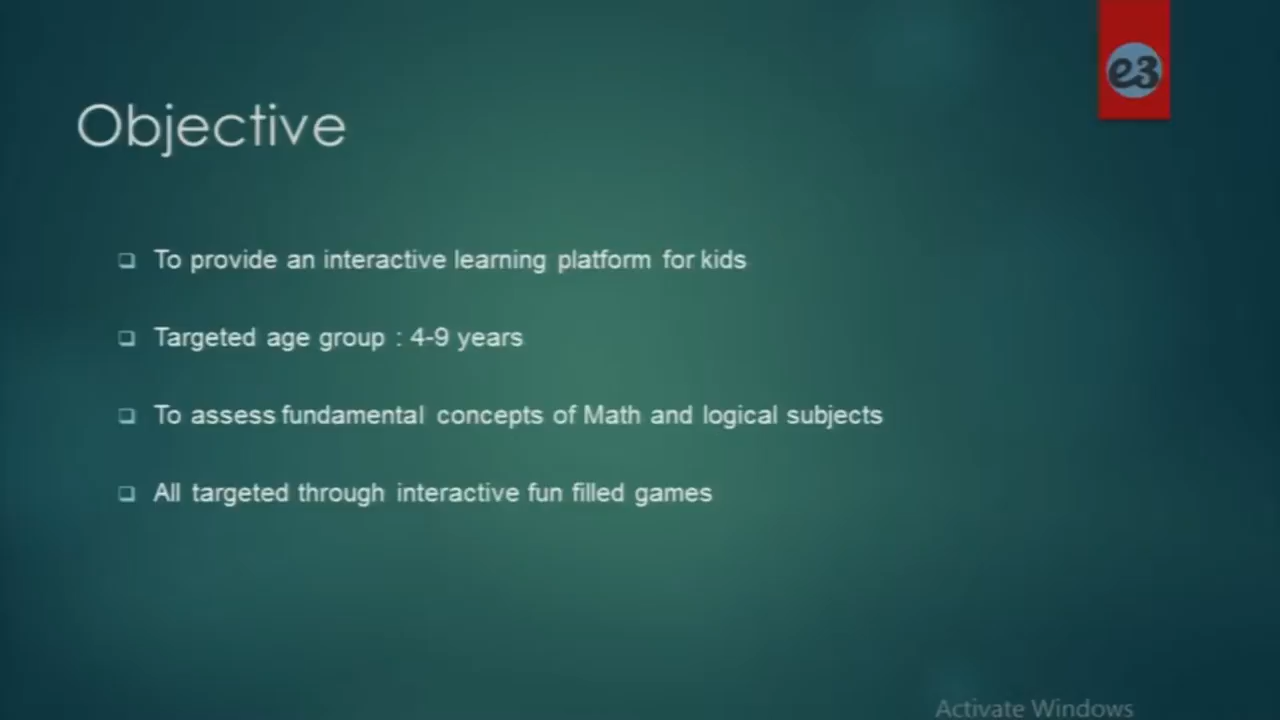 e3
Objective
To provide an interactive learning platform for kids
Targeted age group : 4-9 years
To assess fundamental concepts of Math and logical subjects
All targeted through interactive fun filled games
Activate Windows